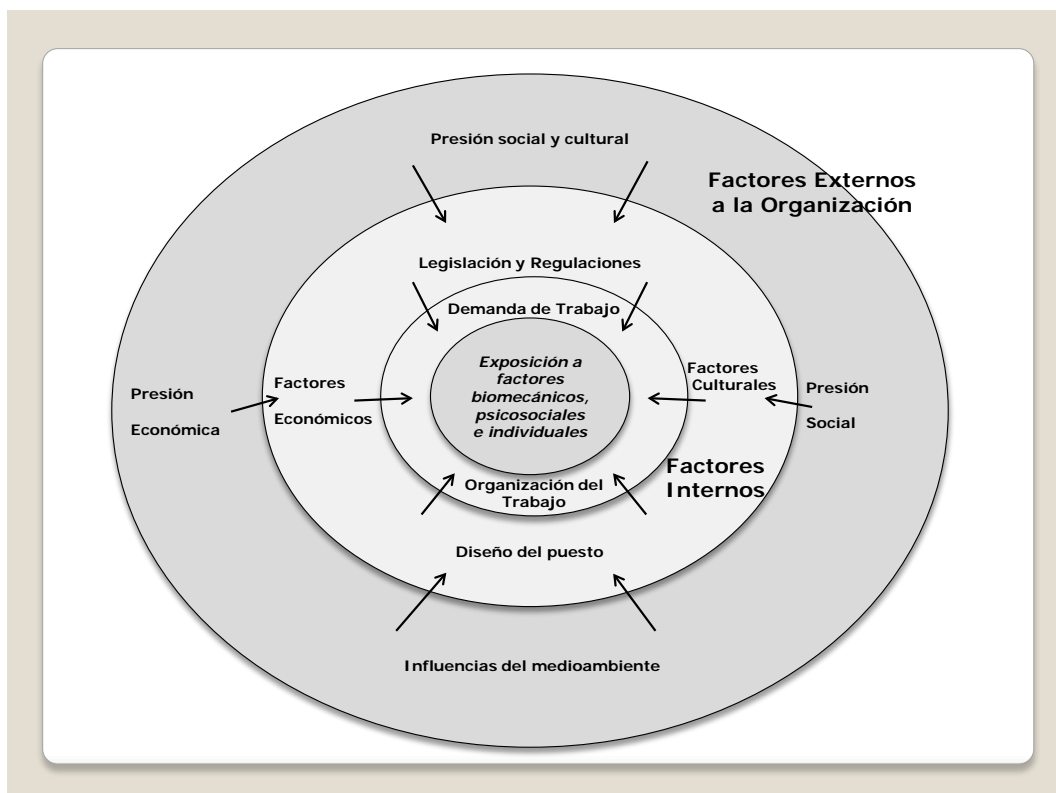 Presión social y cultural
Factores Externos
a la Organización
Legislación y Regulaciones
Demanda de Trabajo
Exposición a
factores
biomecánicos,
psicosociales
e individuales
Presión
Económica
Factores
Económicos
Factores
Culturales
Presión
Social
Factores
Internos
Organización del
Trabajo
Diseño del puesto
Influencias del medioambiente